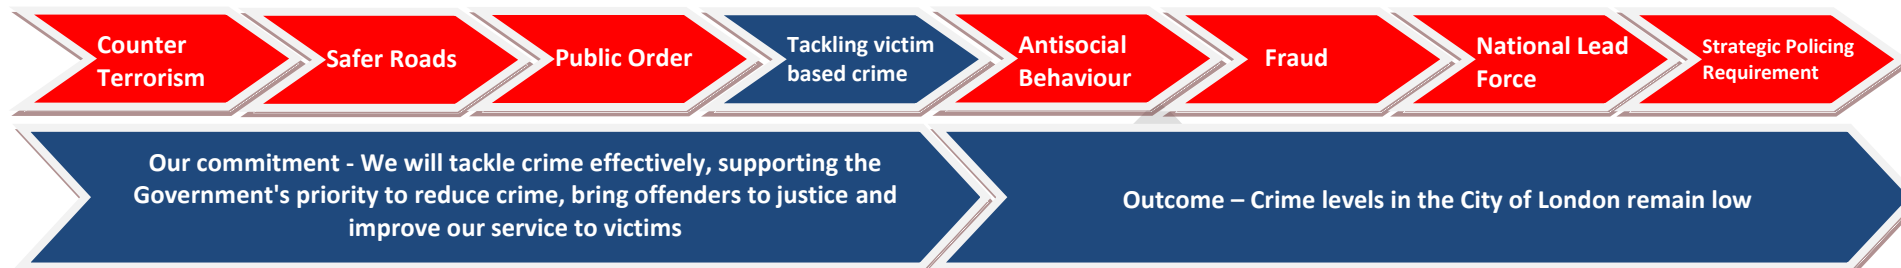 Counter
Terrorism
Safer Roads
Public Order
Tackling victim
based crime
Antisocial
Behaviour
Fraud
National Lead
Force
Strategic Policing
Requirement
Our commitment - We will tackle crime effectively, supporting the
Government's priority to reduce crime, bring offenders to justice and
improve our service to victims
Outcome – Crime levels in the City of London remain low